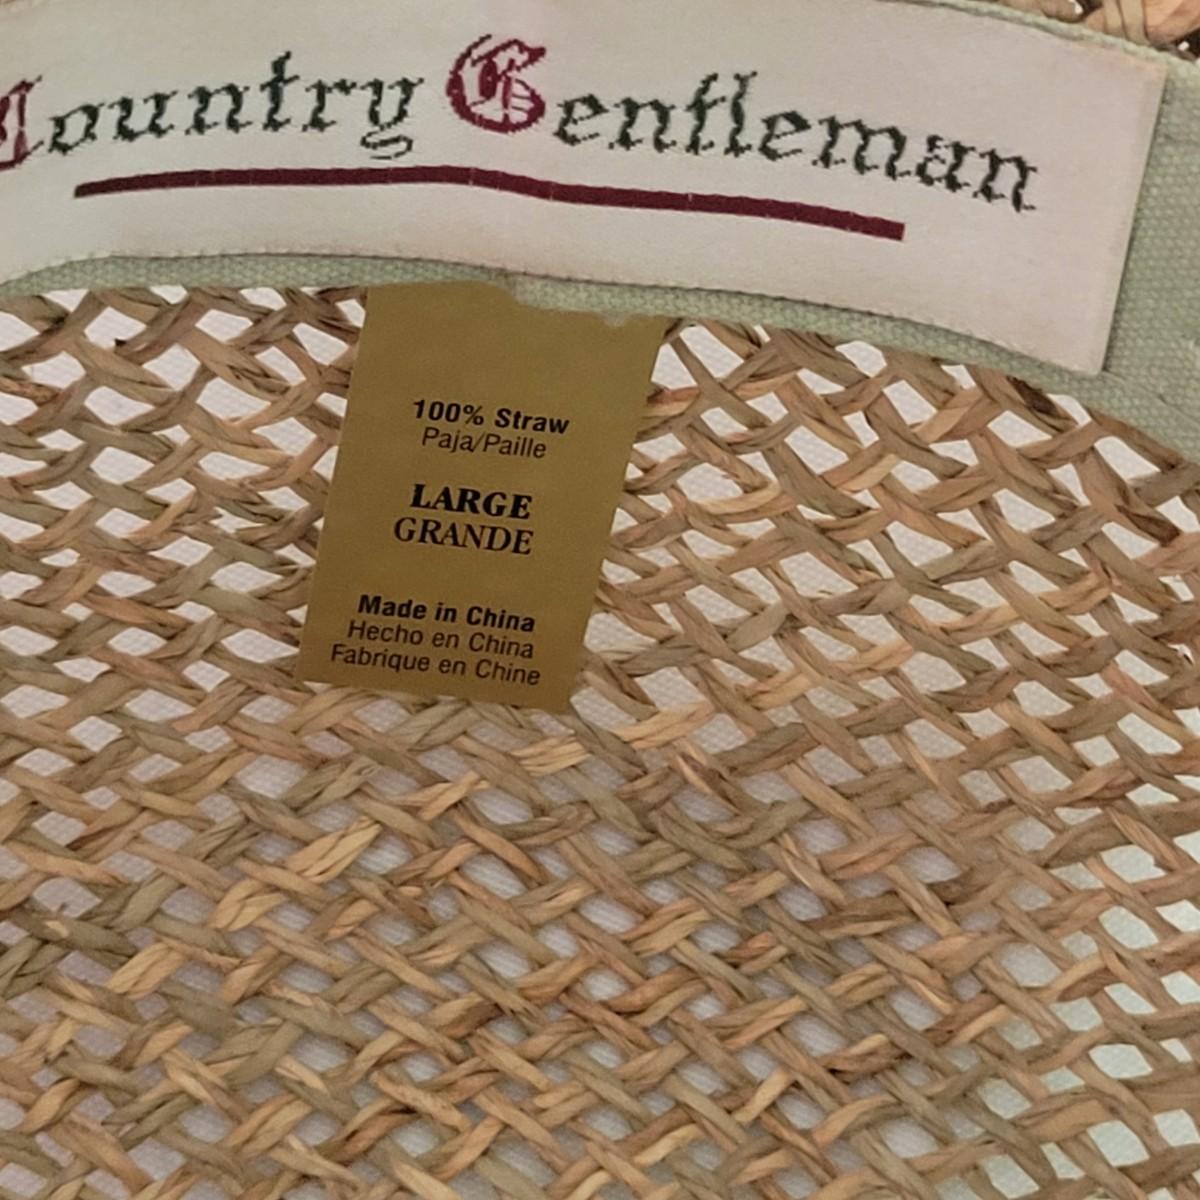 Country Gentleman
100% Straw
Paja/Paille
LARGE
GRANDE
Made in China
Hecho en China
Fabrique en Chine